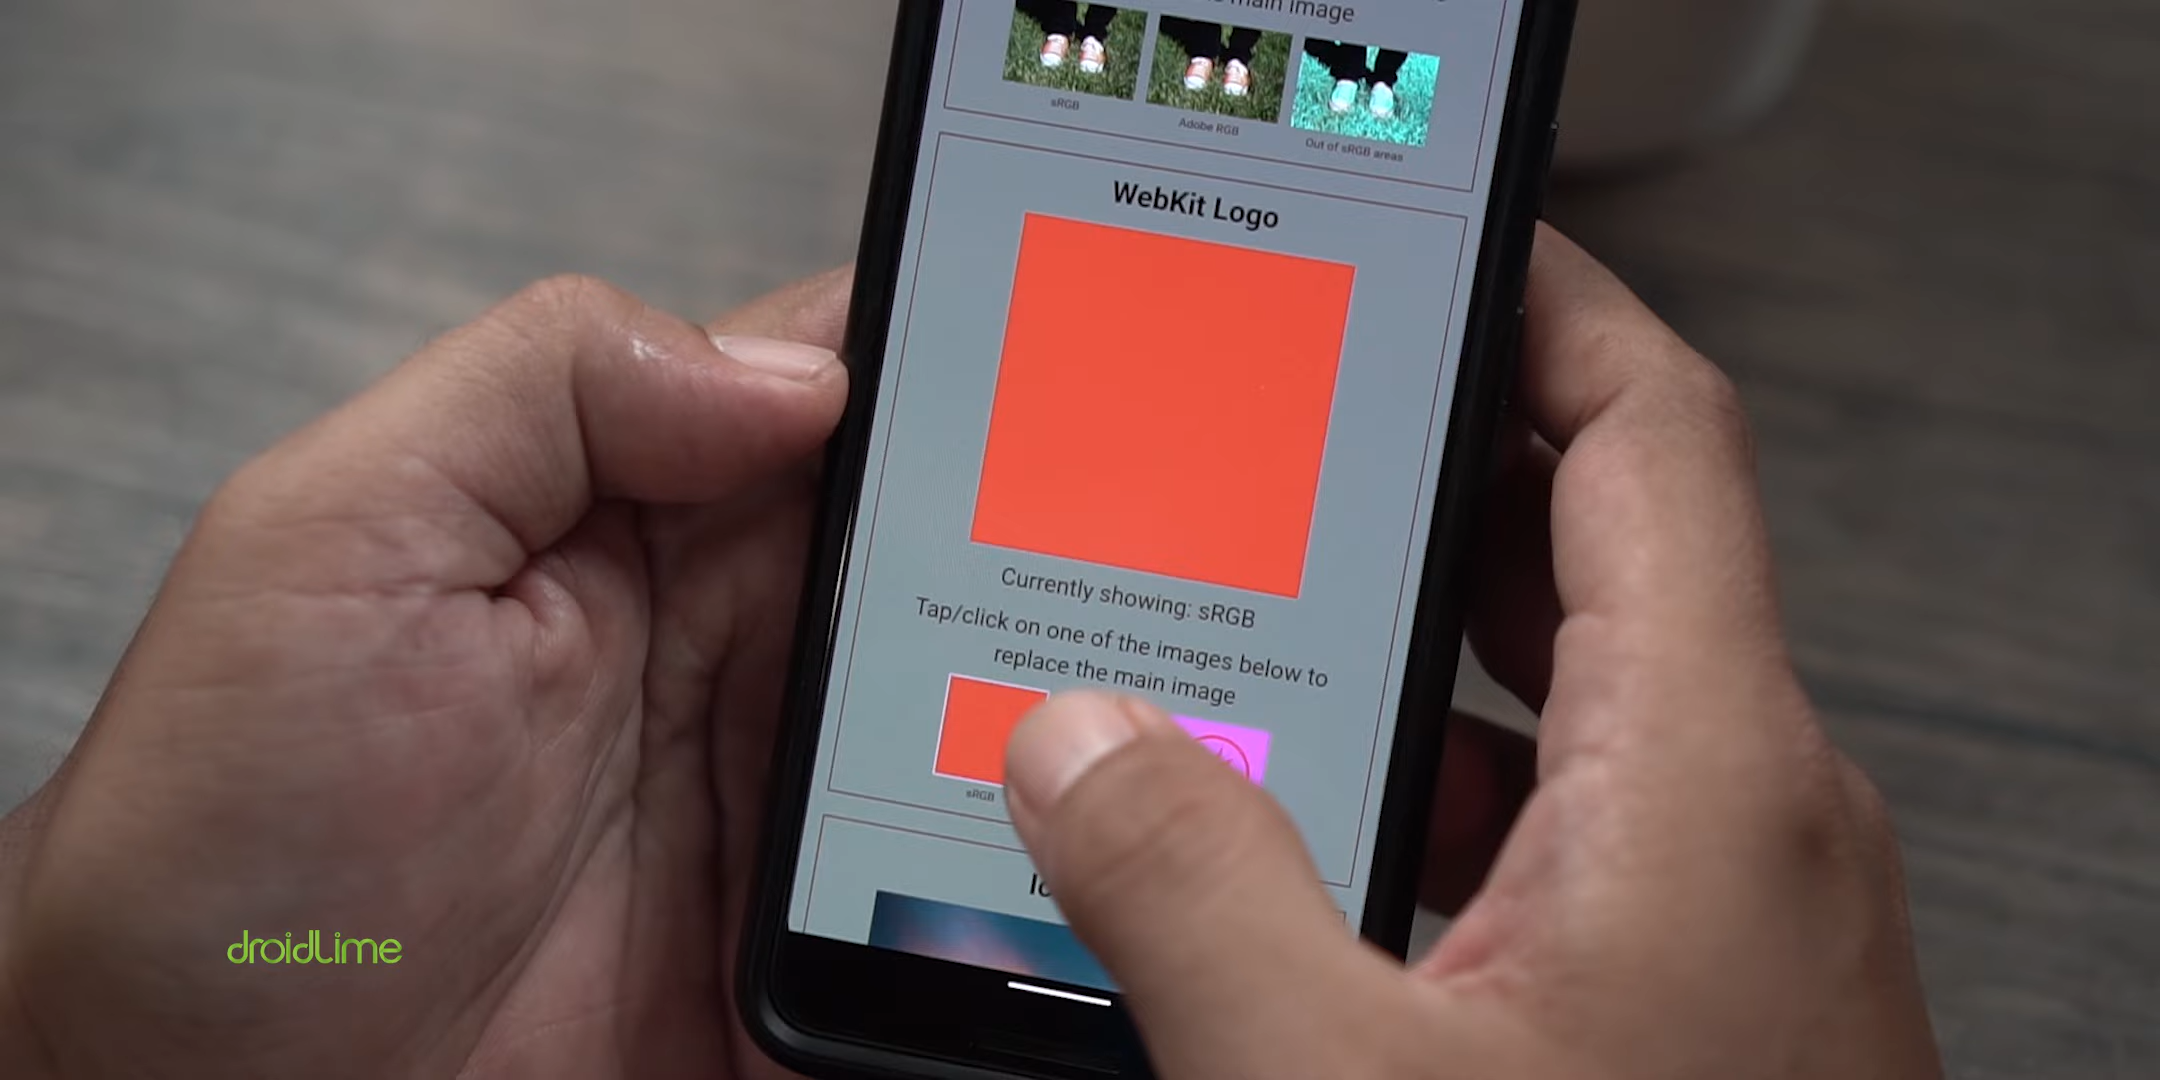 main image
sRGB
Adobe RGB
Out of sRGB areas
WebKit Logo
Currently showing: sRGB
Tap/click on one of the images below to
replace the main image
sRGB
droidlime